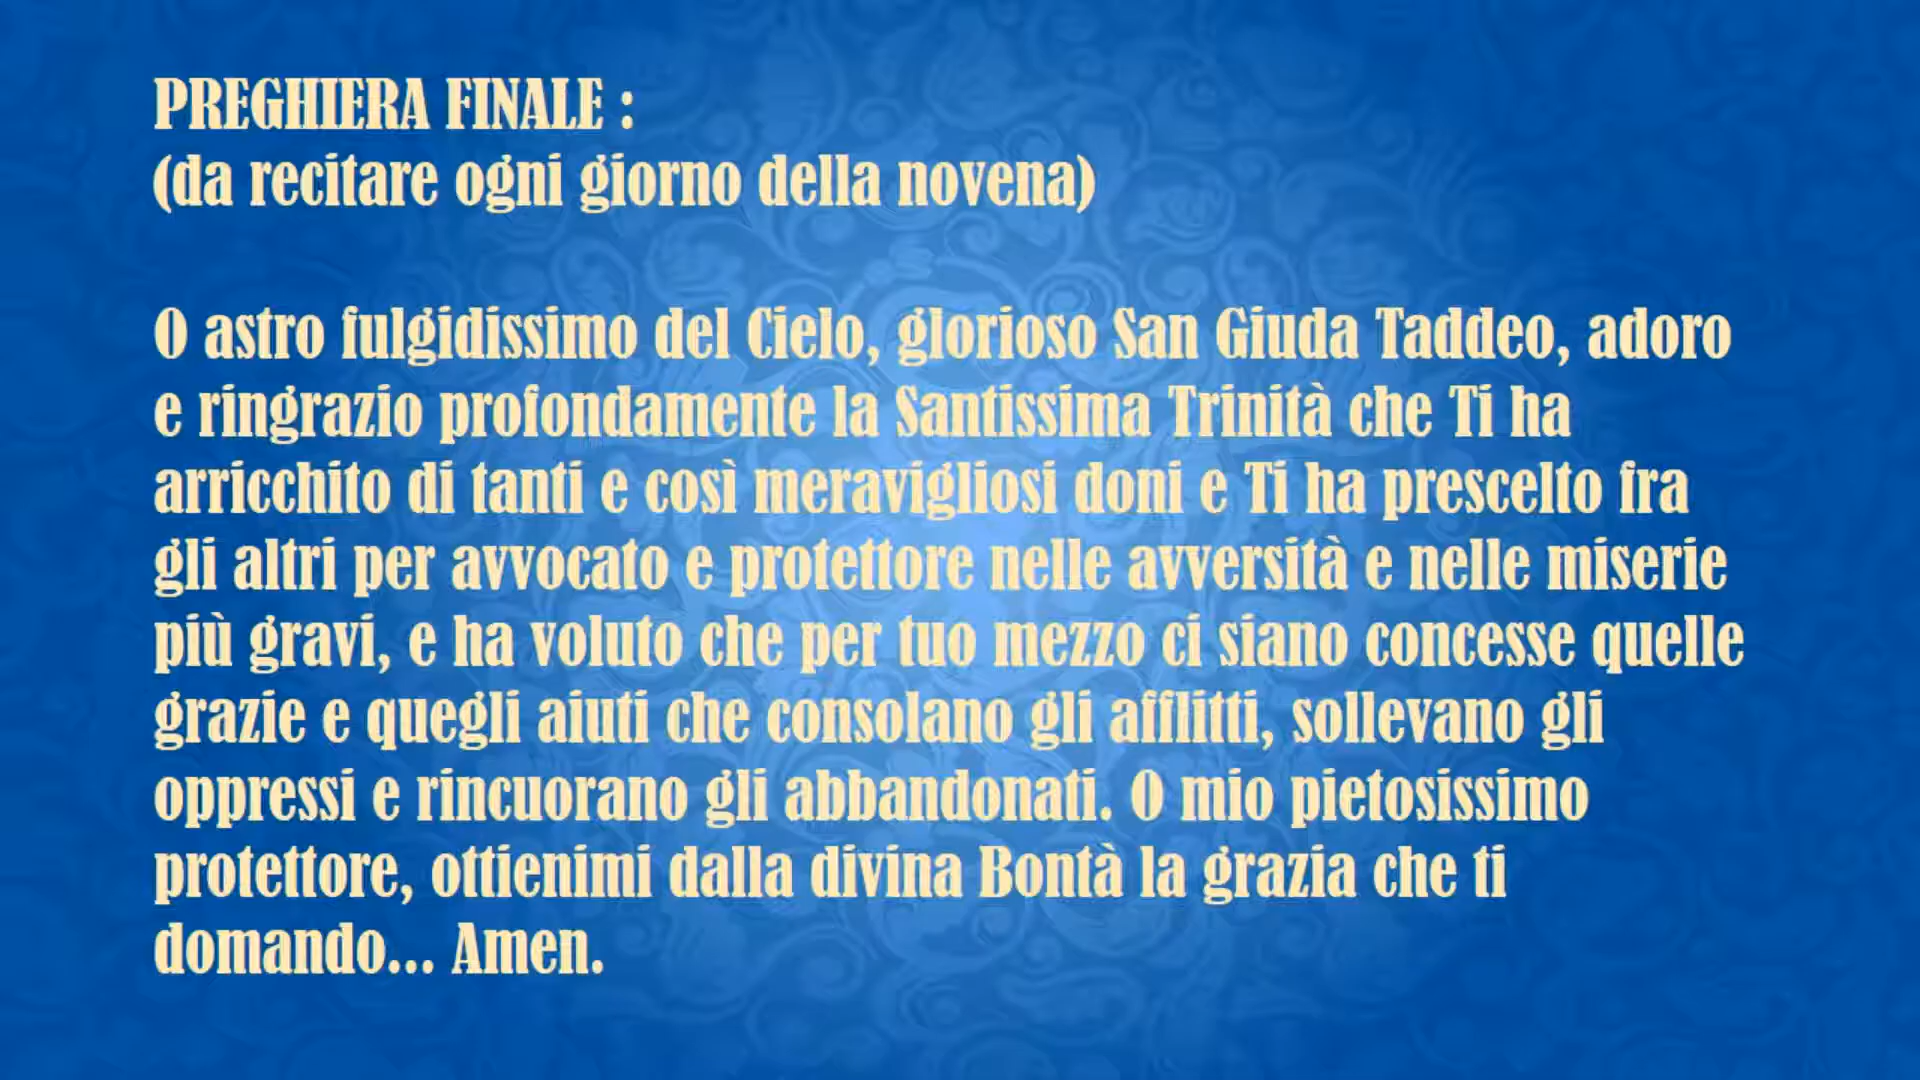 PREGHIERA FINALE :
(da recitare ogni giorno della novena)
O astro fulgidissimo del Cielo, glorioso San Giuda Taddeo, adoro
e ringrazio profondamente la Santissima Trinità che Ti ha
arricchito di tanti e così meravigliosi doni e Ti ha prescelto fra
gli altri per avvocato e protettore nelle avversità e nelle miserie
più gravi, e ha voluto che per tuo mezzo ci siano concesse quelle
grazie e quegli aiuti che consolano gli afflitti, sollevano gli
oppressi e rincuorano gli abbandonati. O mio pietosissimo
protettore, ottienimi dalla divina Bontà la grazia che ti
domando... Amen.